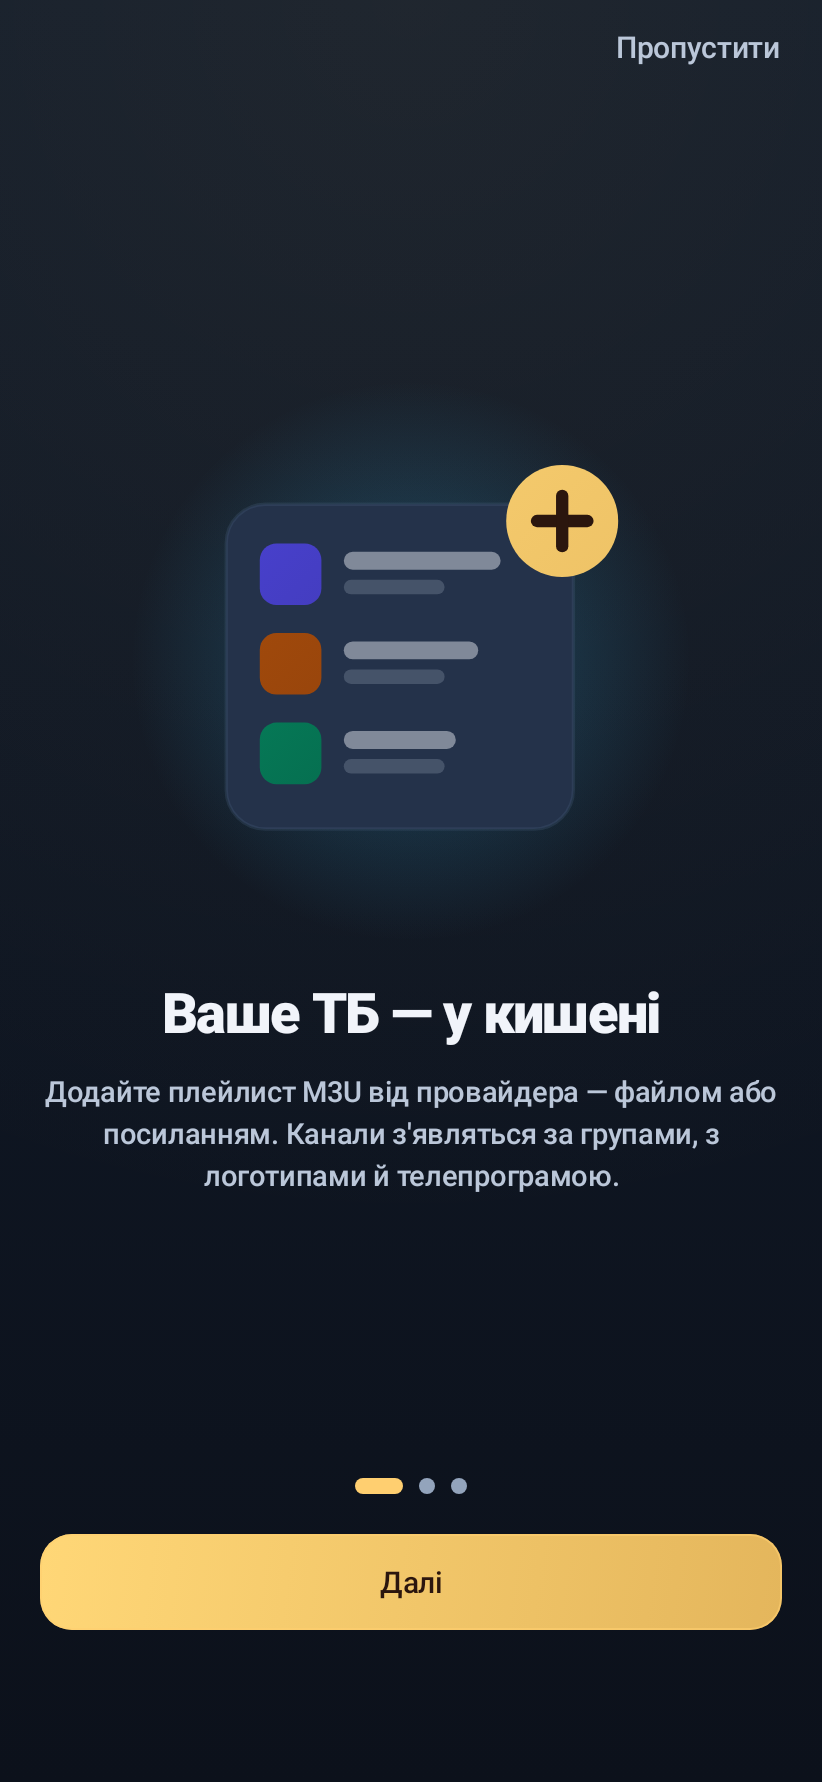 Пропустити
Ваше ТБ — у кишені
Додайте плейлист M3U від провайдера — файлом або
посиланням. Канали з'являться за групами, з
логотипами й телепрограмою.
Далі